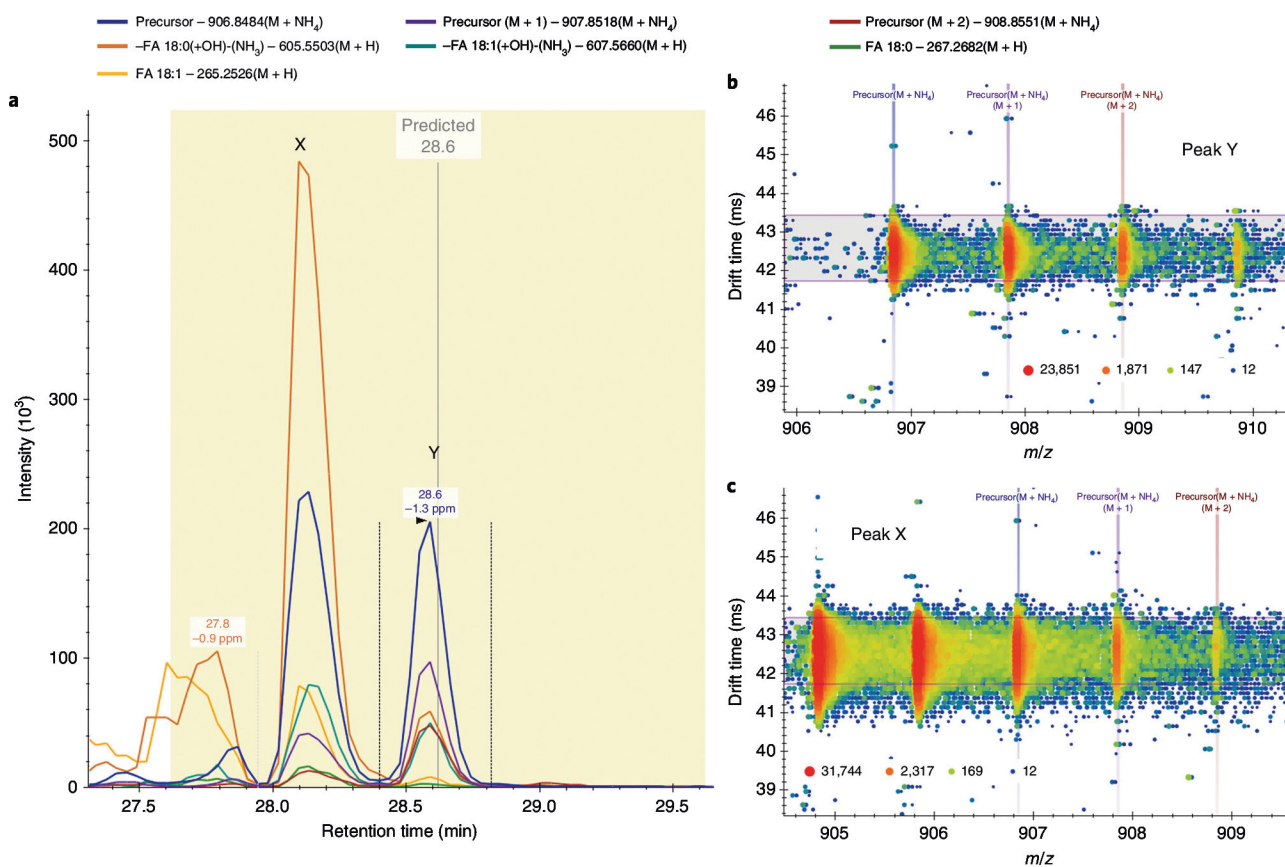 Precursor – 906.8484(M + NH₄)
Precursor (M + 1) – 907.8518(M + NH₄)
Precursor (M + 2) – 908.8551(M + NH₄)
–FA 18:0(+OH)-(NH₃) – 605.5503(M + H)
–FA 18:1(+OH)-(NH₃) – 607.5660(M + H)
FA 18:0 – 267.2682(M + H)
FA 18:1 – 265.2526(M + H)
a
Intensity (10³)
500
400
300
200
100
0
X
Predicted
28.6
Y
28.6
–1.3 ppm
27.8
–0.9 ppm
27.5
28.0
28.5
29.0
29.5
Retention time (min)
b
Drift time (ms)
46
45
44
43
42
41
40
39
Precursor(M + NH₄)
Precursor(M + NH₄)
(M + 1)
Precursor(M + NH₄)
(M + 2)
Peak Y
23,851
1,871
147
12
906
907
908
909
910
m/z
c
Drift time (ms)
46
45
44
43
42
41
40
39
Peak X
Precursor(M + NH₄)
Precursor(M + NH₄)
(M + 1)
Precursor(M + NH₄)
(M + 2)
31,744
2,317
169
12
905
906
907
908
909
m/z